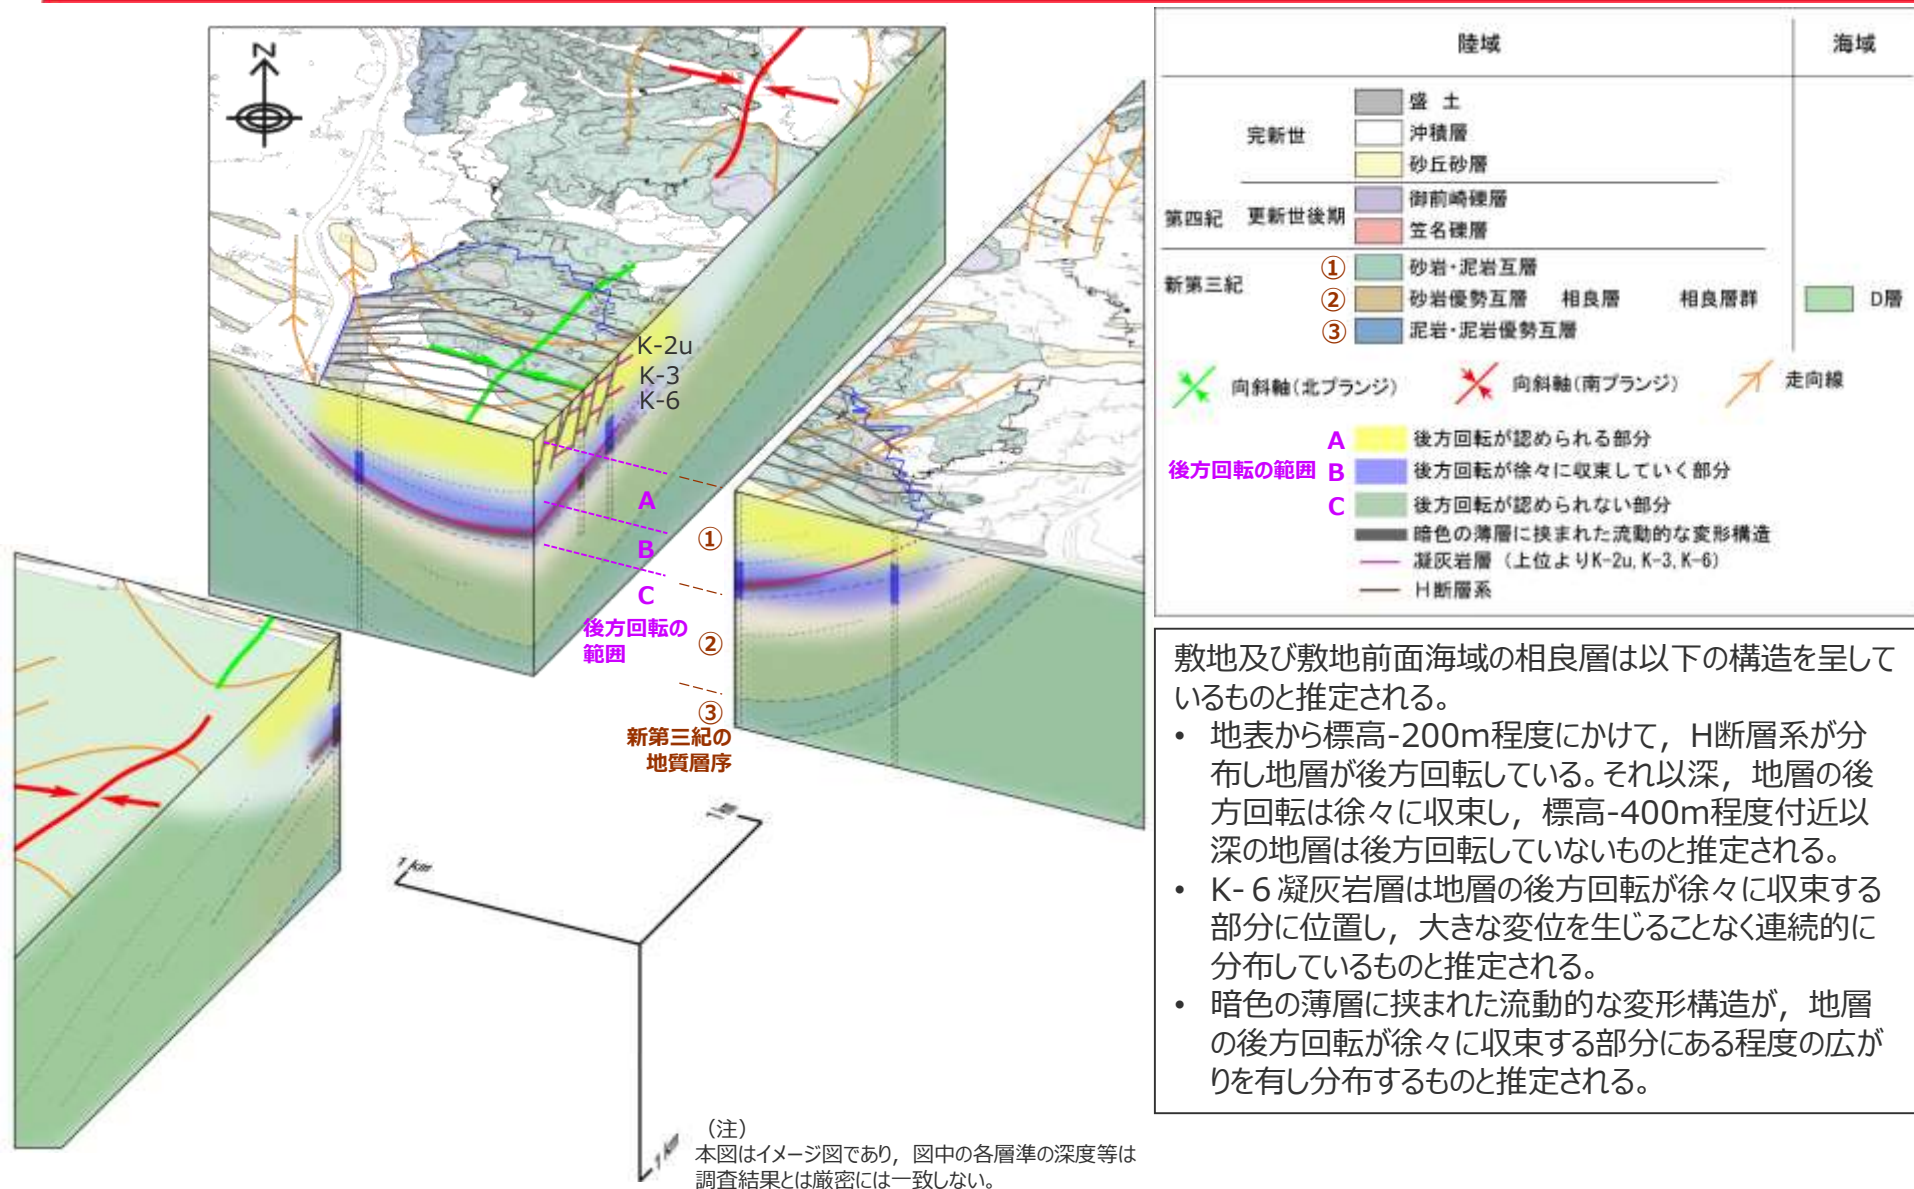 N
K-2u
K-3
K-6
A
B
C
後方回転の
範囲
①
②
③
新第三紀の
地質層序
1 km
1 km
1 km
(注)
本図はイメージ図であり，図中の各層準の深度等は
調査結果とは厳密には一致しない。
陸域 海域
完新世
盛 土
沖積層
砂丘砂層
第四紀 更新世後期
御前崎礫層
笠名礫層
新第三紀
① 砂岩・泥岩互層
② 砂岩優勢互層 相良層 相良層群 D層
③ 泥岩・泥岩優勢互層
向斜軸(北プランジ) 向斜軸(南プランジ) 走向線
後方回転の範囲
A 後方回転が認められる部分
B 後方回転が徐々に収束していく部分
C 後方回転が認められない部分
暗色の薄層に挟まれた流動的な変形構造
凝灰岩層 (上位よりK-2u, K-3, K-6)
H断層系
敷地及び敷地前面海域の相良層は以下の構造を呈して
いるものと推定される。
• 地表から標高-200m程度にかけて，H断層系が分
布し地層が後方回転している。それ以深，地層の後
方回転は徐々に収束し，標高-400m程度付近以
深の地層は後方回転していないものと推定される。
• K-６凝灰岩層は地層の後方回転が徐々に収束する
部分に位置し，大きな変位を生じることなく連続的に
分布しているものと推定される。
• 暗色の薄層に挟まれた流動的な変形構造が，地層
の後方回転が徐々に収束する部分にある程度の広が
りを有し分布するものと推定される。